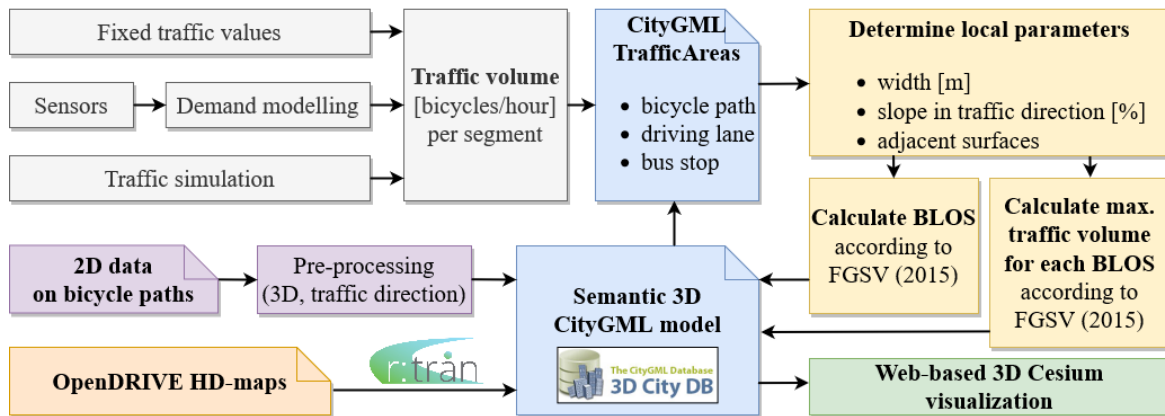 Fixed traffic values
Sensors
Demand modelling
Traffic simulation
Traffic volume
[bicycles/hour]
per segment
CityGML
TrafficAreas
• bicycle path
• driving lane
• bus stop
Determine local parameters
• width [m]
• slope in traffic direction [%]
• adjacent surfaces
Calculate BLOS
according to
FGSV (2015)
Calculate max.
traffic volume
for each BLOS
according to
FGSV (2015)
2D data
on bicycle paths
Pre-processing
(3D, traffic direction)
Semantic 3D
CityGML model
The CityGML Database
3D City DB
OpenDRIVE HD-maps
r:trån
Web-based 3D Cesium
visualization